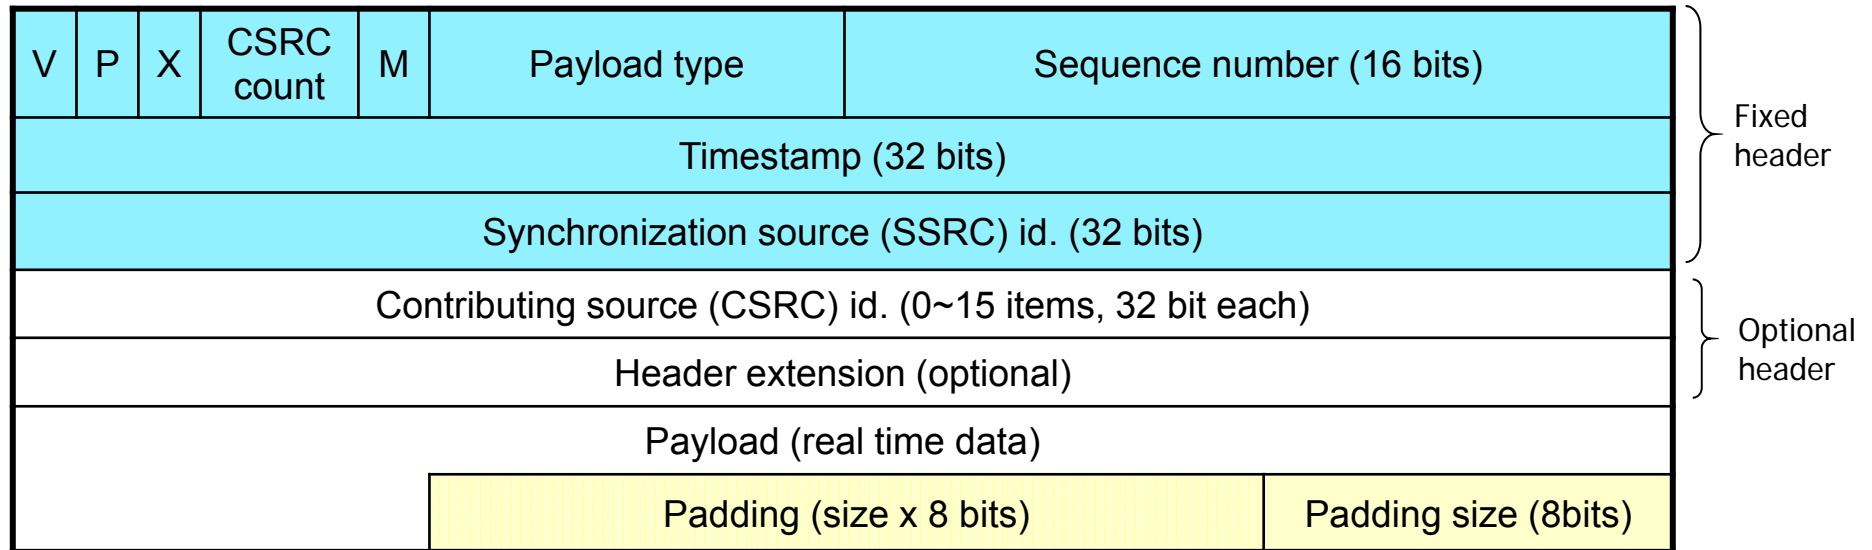 V
P
X
CSRC
count
M
Payload type
Sequence number (16 bits)
Timestamp (32 bits)
Synchronization source (SSRC) id. (32 bits)
Fixed
header
Contributing source (CSRC) id. (0~15 items, 32 bit each)
Header extension (optional)
Optional
header
Payload (real time data)
Padding (size x 8 bits)
Padding size (8bits)